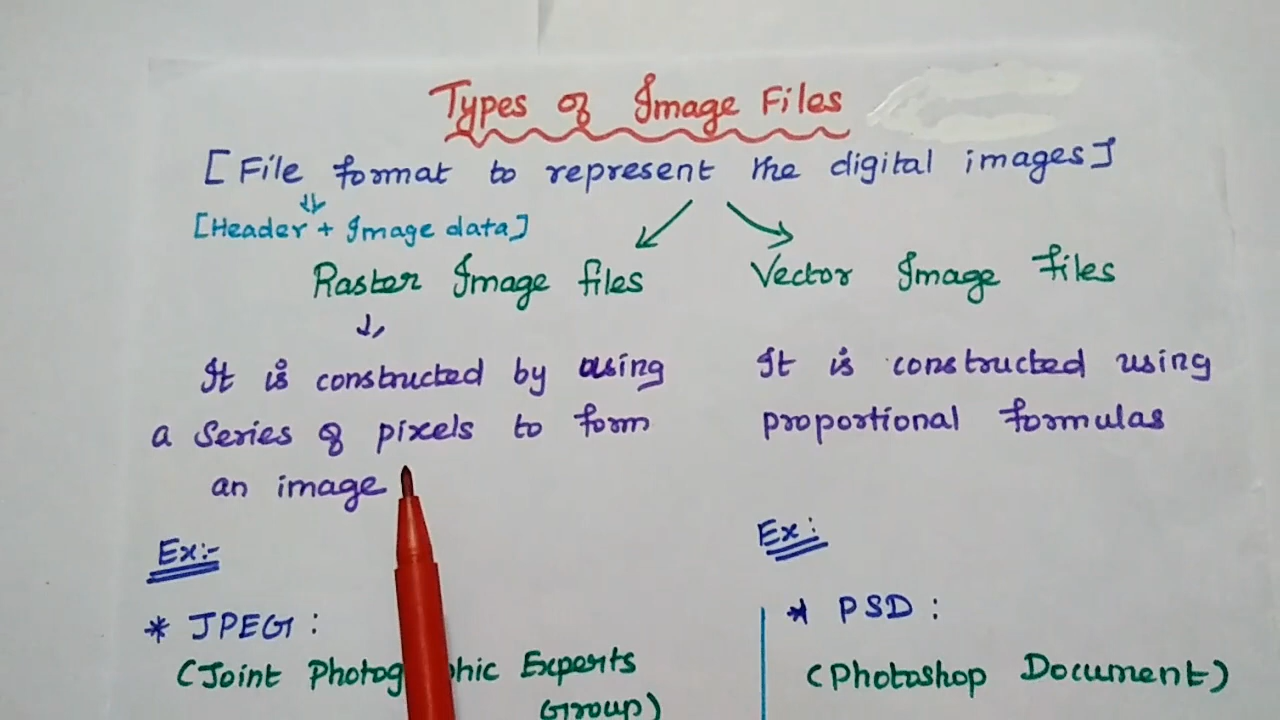 Types of Image Files
[File format to represent the digital images]
[Header + Image data]
Raster Image files
It is constructed by using
a series of pixels to form
an image
Ex:-
* JPEG :
(Joint Photographic Experts
Group)
Vector Image Files
It is constructed using
proportional formulas
Ex:
* PSD :
(Photoshop Document)